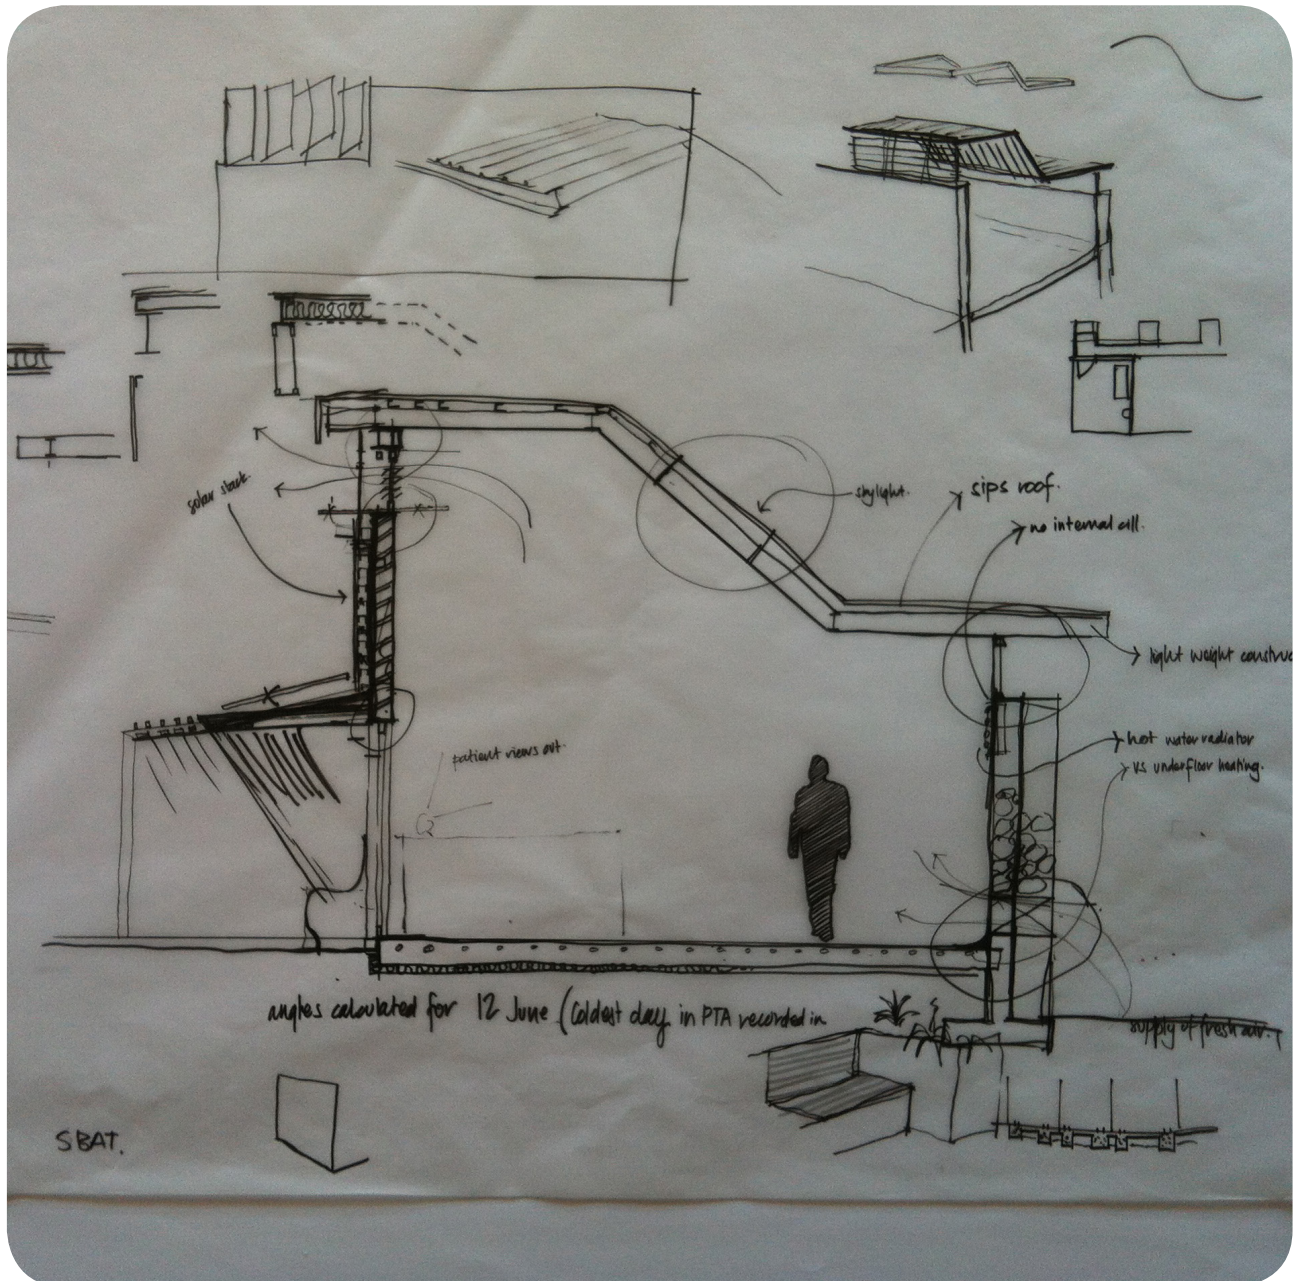 solar stack.
skylight.
sips roof.
no internal cill.
light weight construc
hot water radiator
vs underfloor heating.
patient views out.
angles calculated for 12 June (Coldest day in PTA recorded in
supply of fresh air.
SBAT.